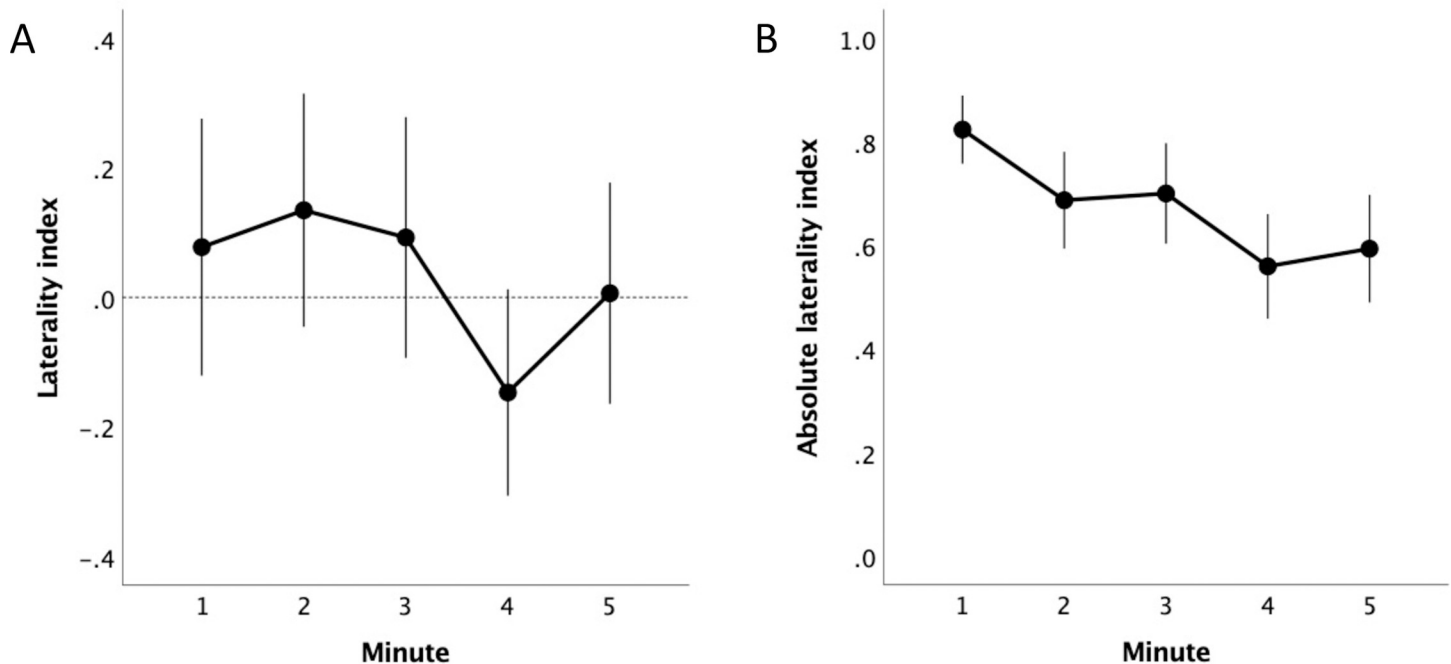 A
.4
.2
.0
–.2
–.4
Laterality index
1 2 3 4 5
Minute
B
1.0
.8
.6
.4
.2
.0
Absolute laterality index
1 2 3 4 5
Minute